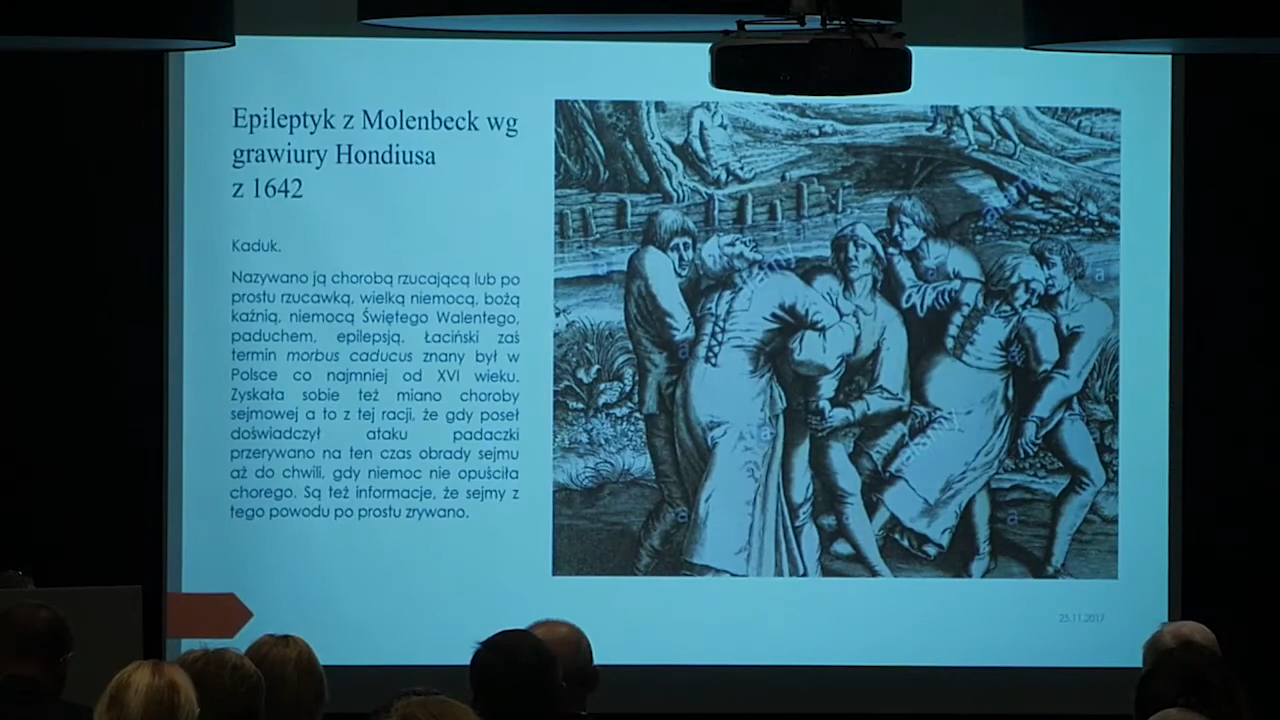 Epileptyk z Molenbeck wg
grawiury Hondiusa
z 1642
Kaduk.
Nazywano ją chorobą rzucającą lub po
prostu rzucawką, wielką niemocą, bożą
kaźnią, niemocą Świętego Walentego,
paduchem, epilepsją. Łaciński zaś
termin morbus caducus znany był w
Polsce co najmniej od XVI wieku.
Zyskała sobie też miano choroby
sejmowej a to z tej racji, że gdy poseł
doświadczył ataku padaczki
przerywano na ten czas obrady sejmu
aż do chwili, gdy niemoc nie opuściła
chorego. Są też informacje, że sejmy z
tego powodu po prostu zrywano.
25.11.2017